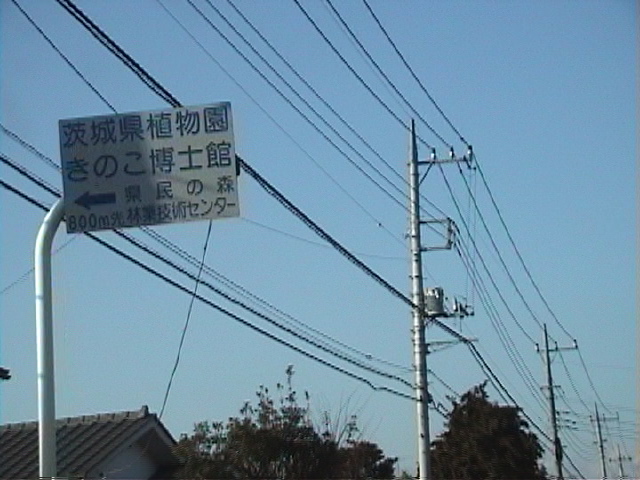 茨城県植物園
きのこ博士館
県民の森
800m先 林業技術センター